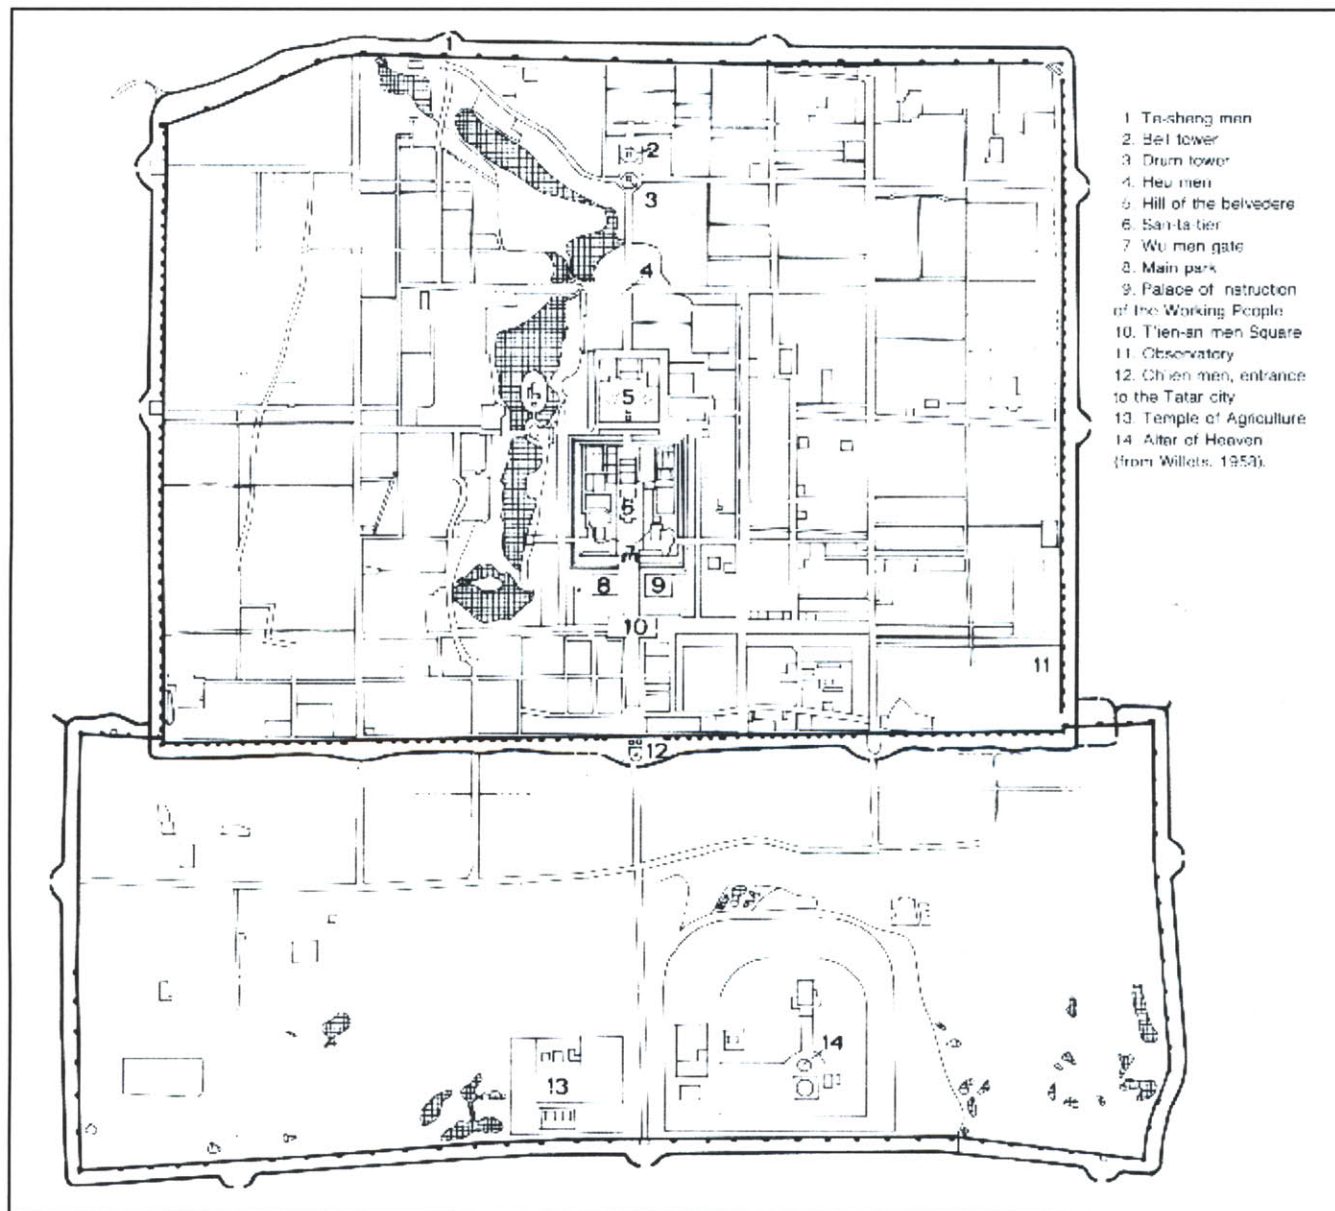 1
2
3
4
5
6
7
8
9
10
11
12
13
14
1. Te-sheng men
2. Bell tower
3. Drum tower
4. Heu men
5. Hill of the belvedere
6. San-ta-tien
7. Wu men gate
8. Main park
9. Palace of Instruction
of the Working People
10. T'ien-an men Square
11. Observatory
12. Ch'ien men, entrance
to the Tatar city
13. Temple of Agriculture
14. Altar of Heaven
(from Willets, 1958).